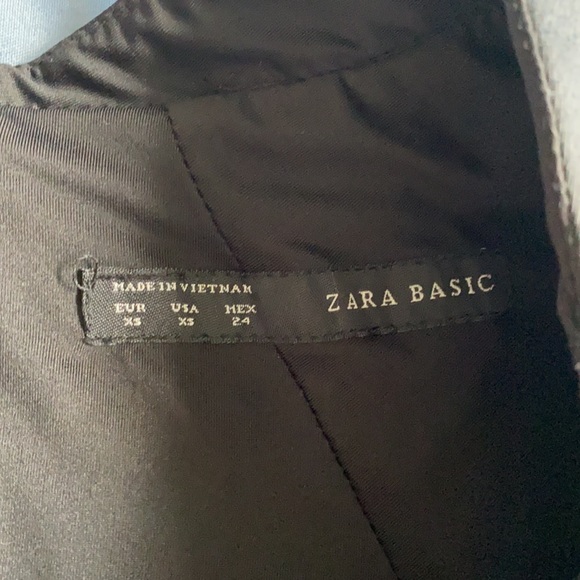 MADE IN VIETNAM
EUR USA MEX
XS XS 24
ZARA BASIC